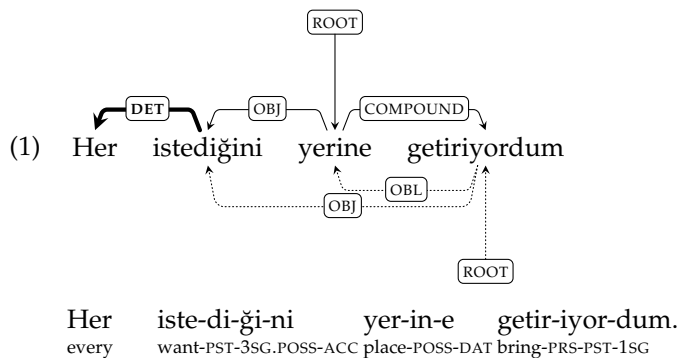 ROOT
DET OBJ COMPOUND
(1) Her istediğini yerine getiriyordum
OBL
OBJ
ROOT
Her iste-di-ği-ni yer-in-e getir-iyor-dum.
every want-PST-3SG.POSS-ACC place-POSS-DAT bring-PRS-PST-1SG